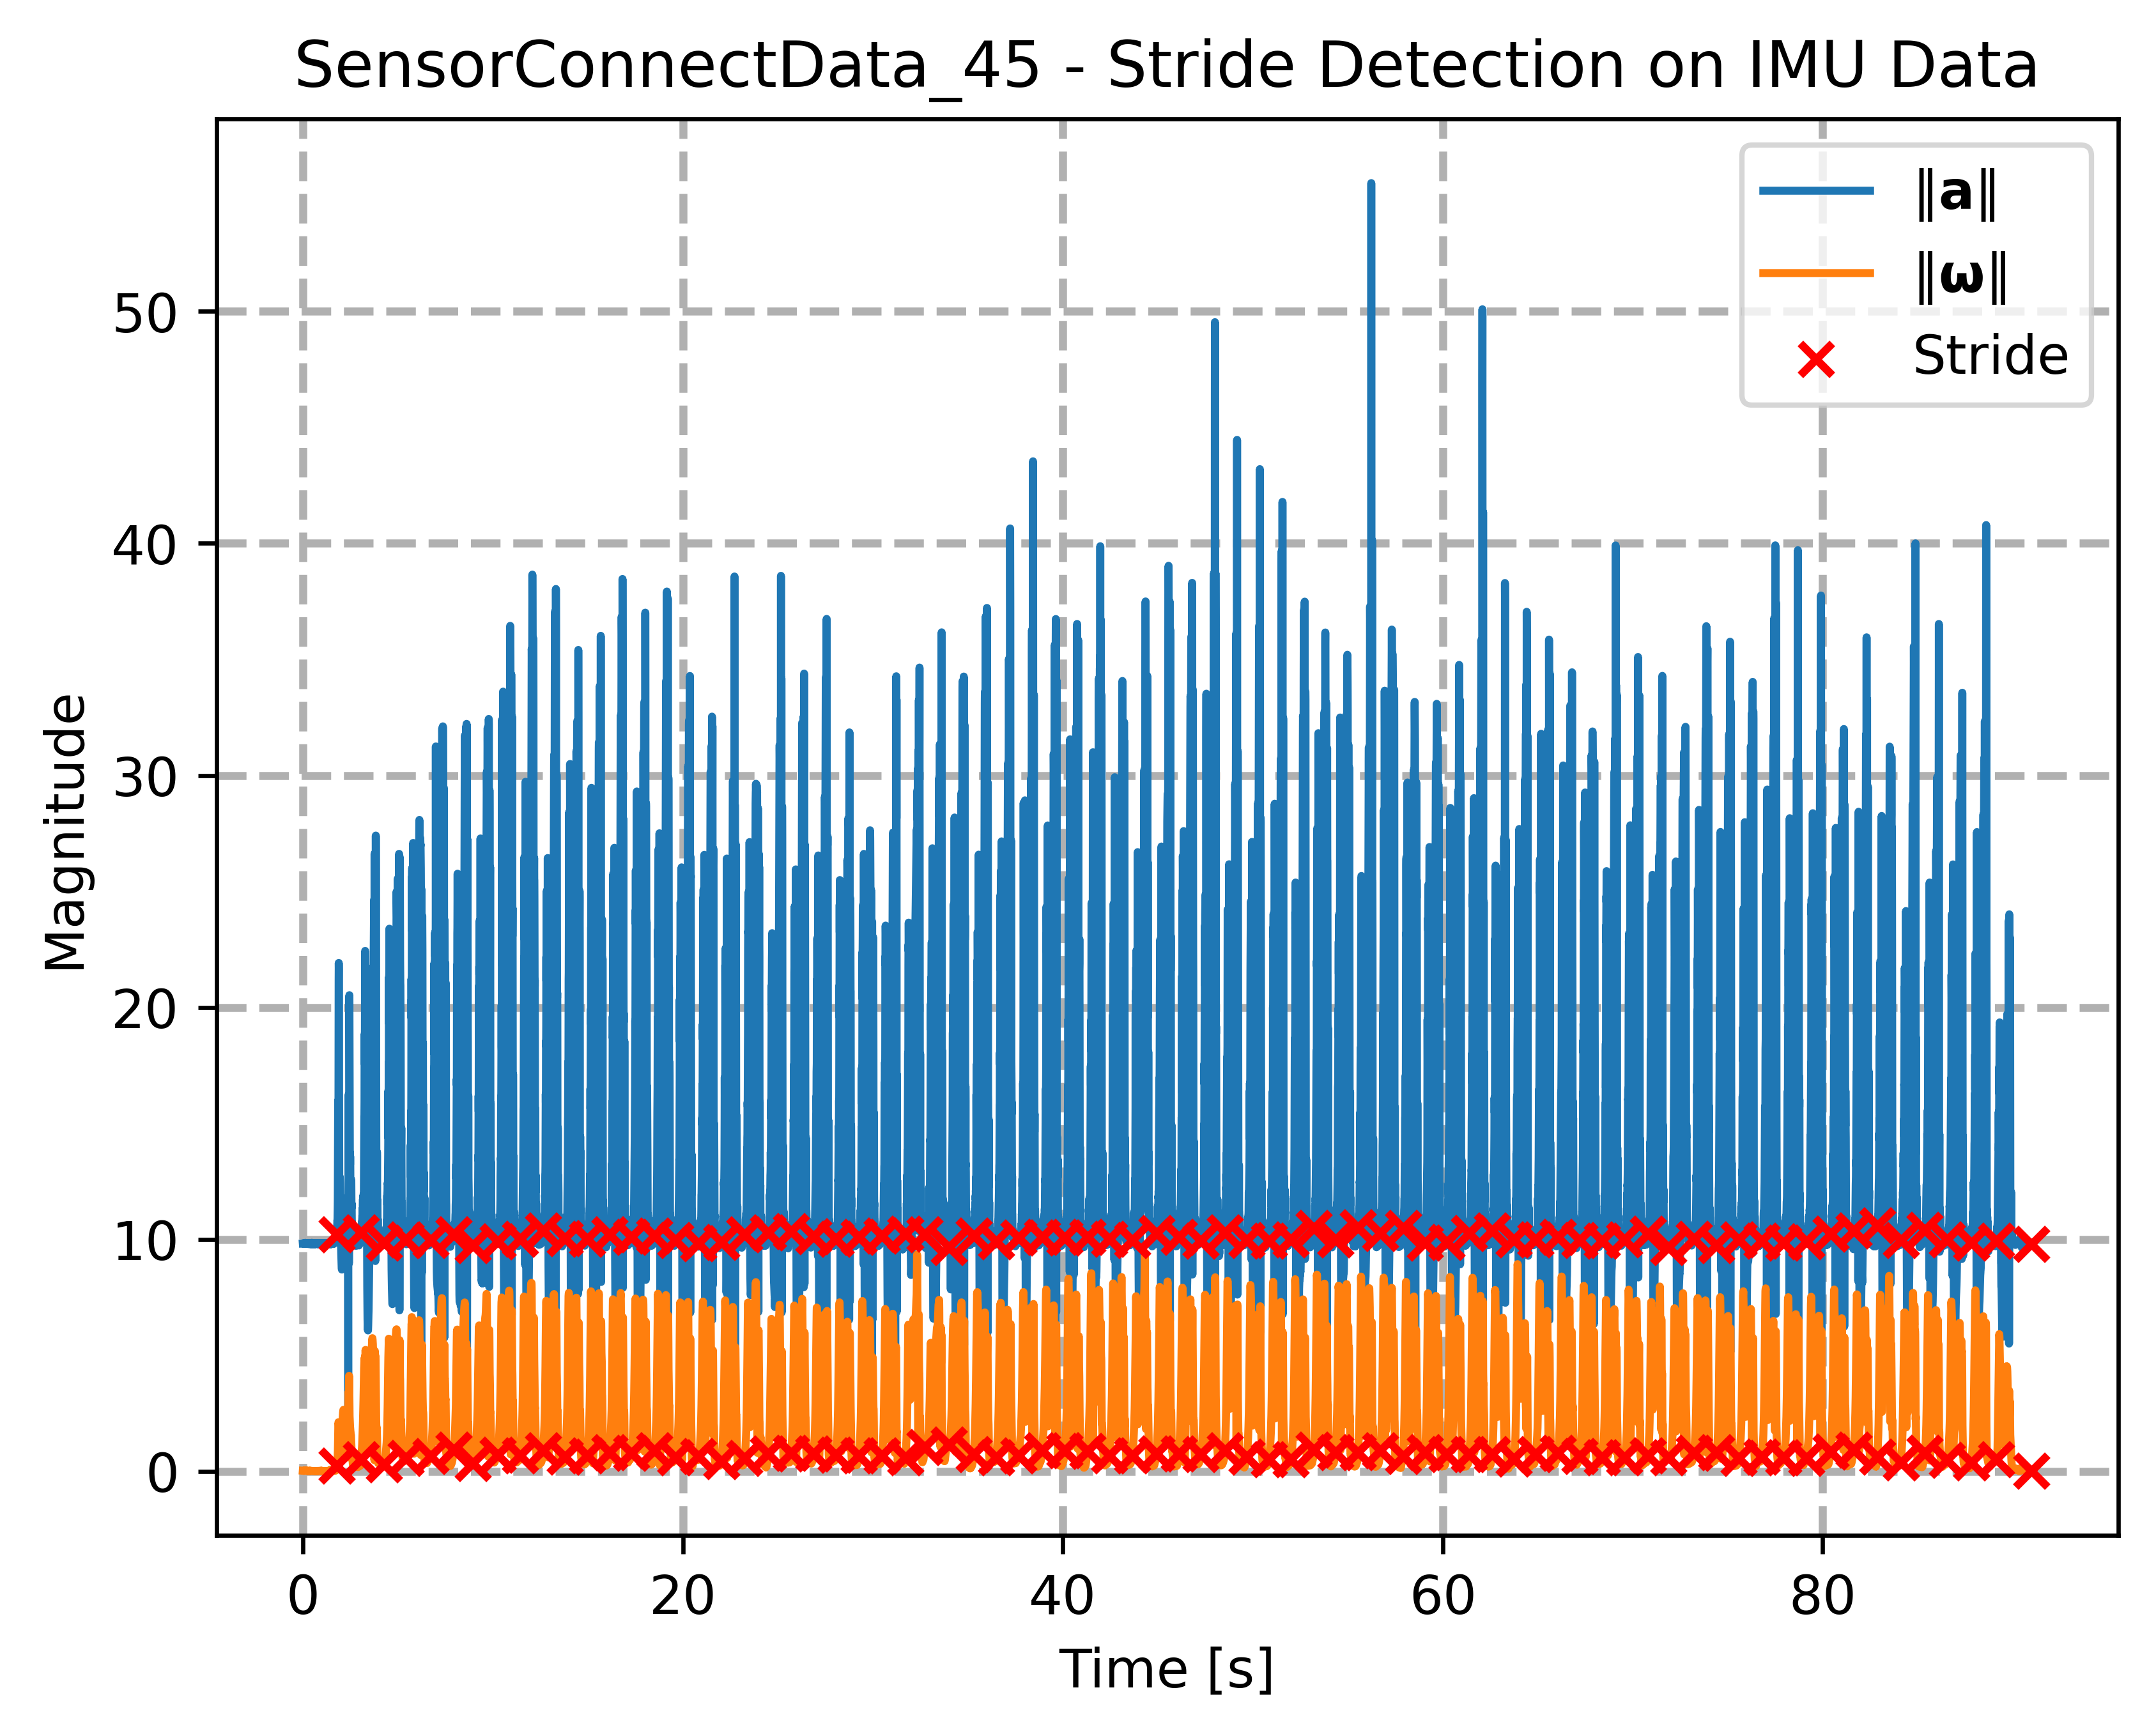 SensorConnectData_45 - Stride Detection on IMU Data
‖a‖
‖ω‖
Stride
Magnitude
50
40
30
20
10
0
0 20 40 60 80
Time [s]